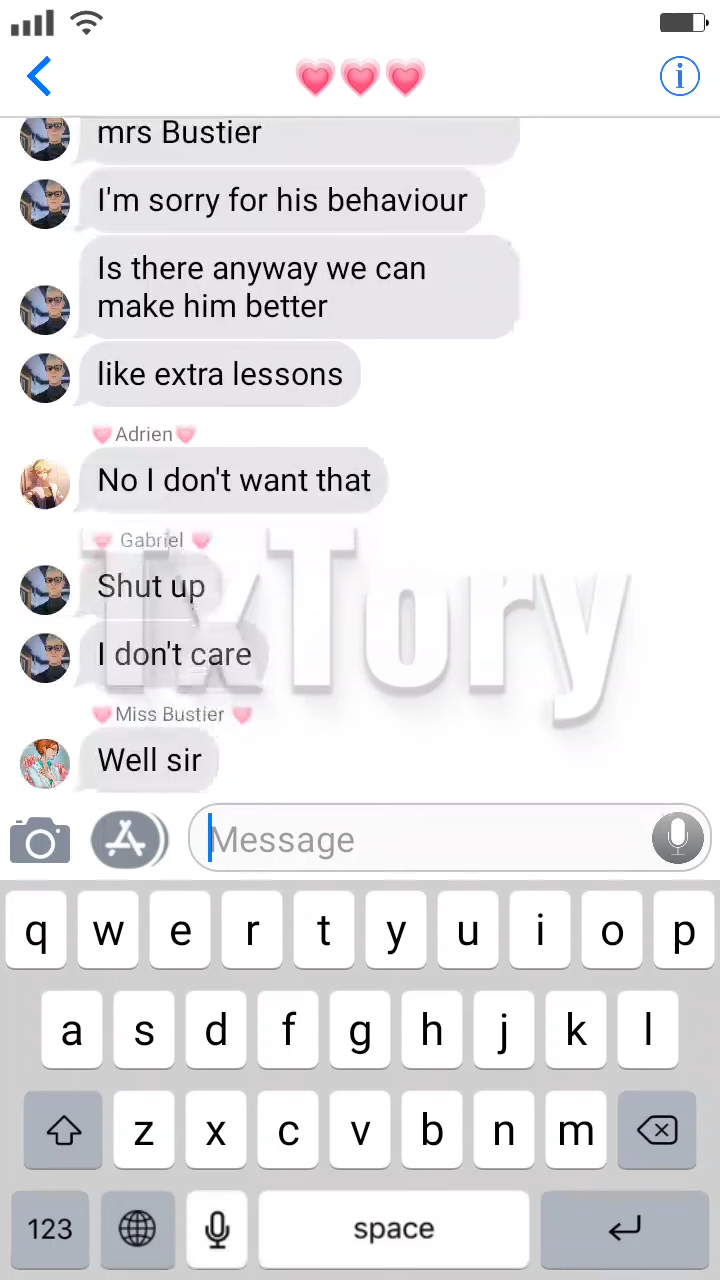 💗💗💗
mrs Bustier
I'm sorry for his behaviour
Is there anyway we can
make him better
like extra lessons
💗Adrien💗
No I don't want that
💗 Gabriel 💗
Shut up
I don't care
TxTory
💗Miss Bustier 💗
Well sir
Message
q w e r t y u i o p
a s d f g h j k l
z x c v b n m
123 space